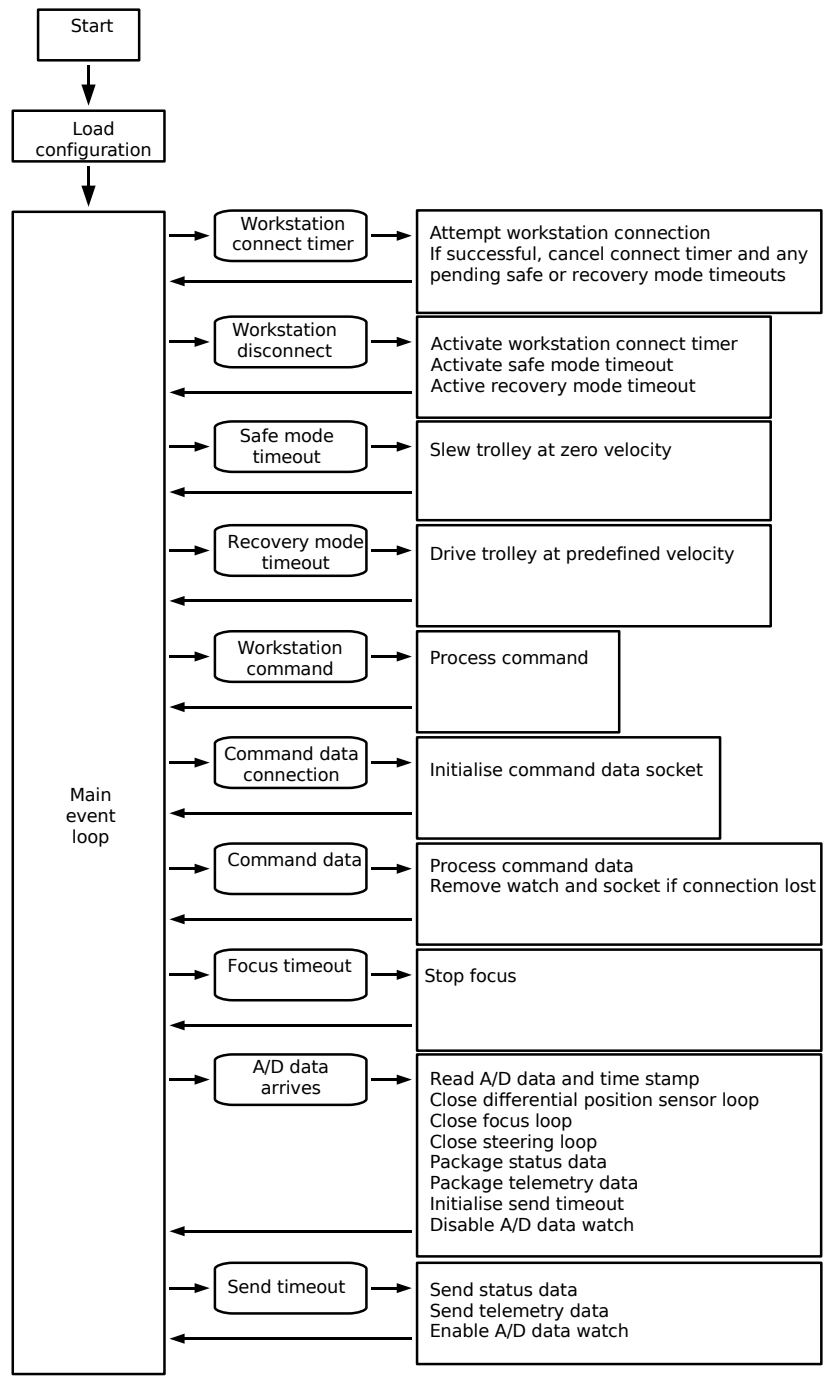 Start
Load
configuration
Main
event
loop
Workstation
connect timer
Attempt workstation connection
If successful, cancel connect timer and any
pending safe or recovery mode timeouts
Workstation
disconnect
Activate workstation connect timer
Activate safe mode timeout
Active recovery mode timeout
Safe mode
timeout
Slew trolley at zero velocity
Recovery mode
timeout
Drive trolley at predefined velocity
Workstation
command
Process command
Command data
connection
Initialise command data socket
Command data
Process command data
Remove watch and socket if connection lost
Focus timeout
Stop focus
A/D data
arrives
Read A/D data and time stamp
Close differential position sensor loop
Close focus loop
Close steering loop
Package status data
Package telemetry data
Initialise send timeout
Disable A/D data watch
Send timeout
Send status data
Send telemetry data
Enable A/D data watch